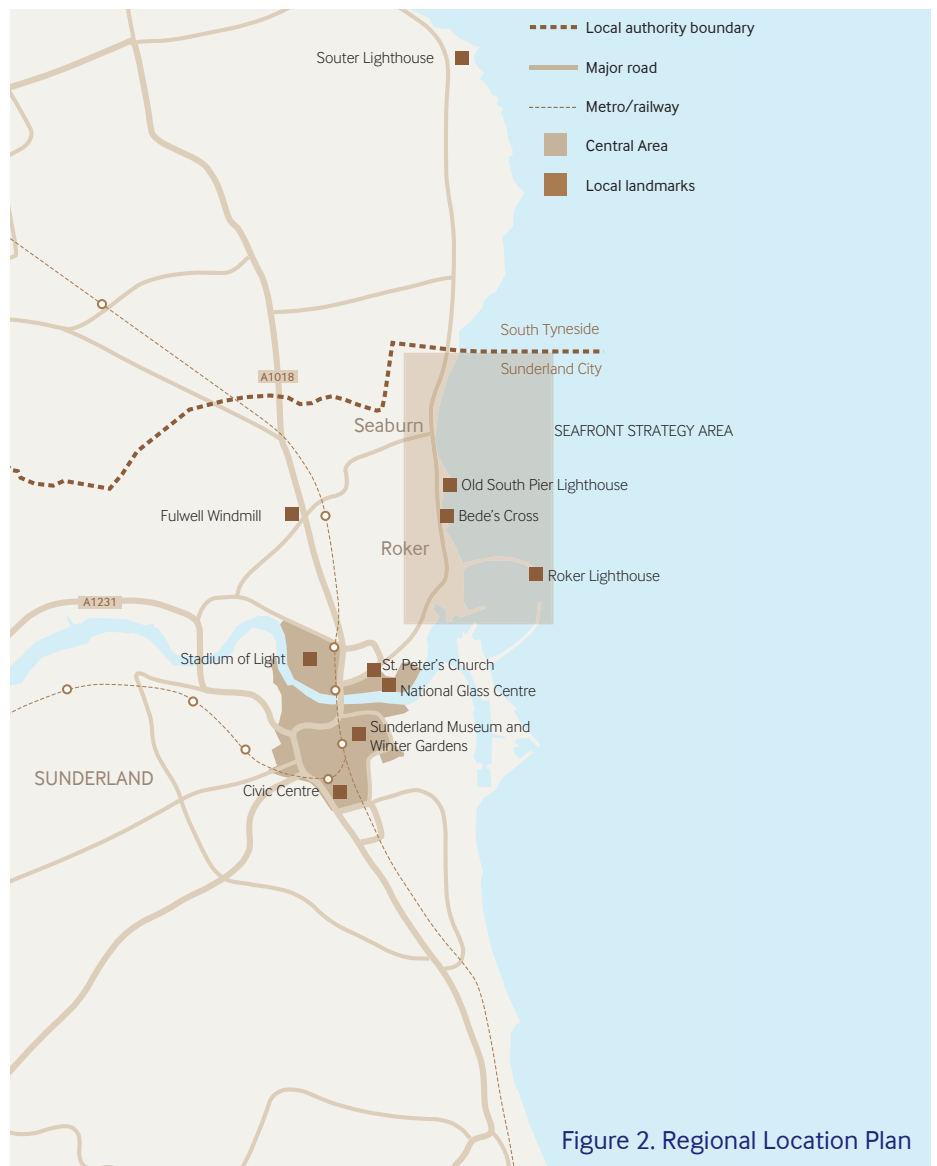 Local authority boundary
Souter Lighthouse
Major road
Metro/railway
Central Area
Local landmarks
South Tyneside
Sunderland City
A1018
Seaburn
SEAFRONT STRATEGY AREA
Old South Pier Lighthouse
Fulwell Windmill
Bede's Cross
Roker
Roker Lighthouse
A1231
Stadium of Light
St. Peter's Church
National Glass Centre
Sunderland Museum and
Winter Gardens
SUNDERLAND
Civic Centre
Figure 2. Regional Location Plan